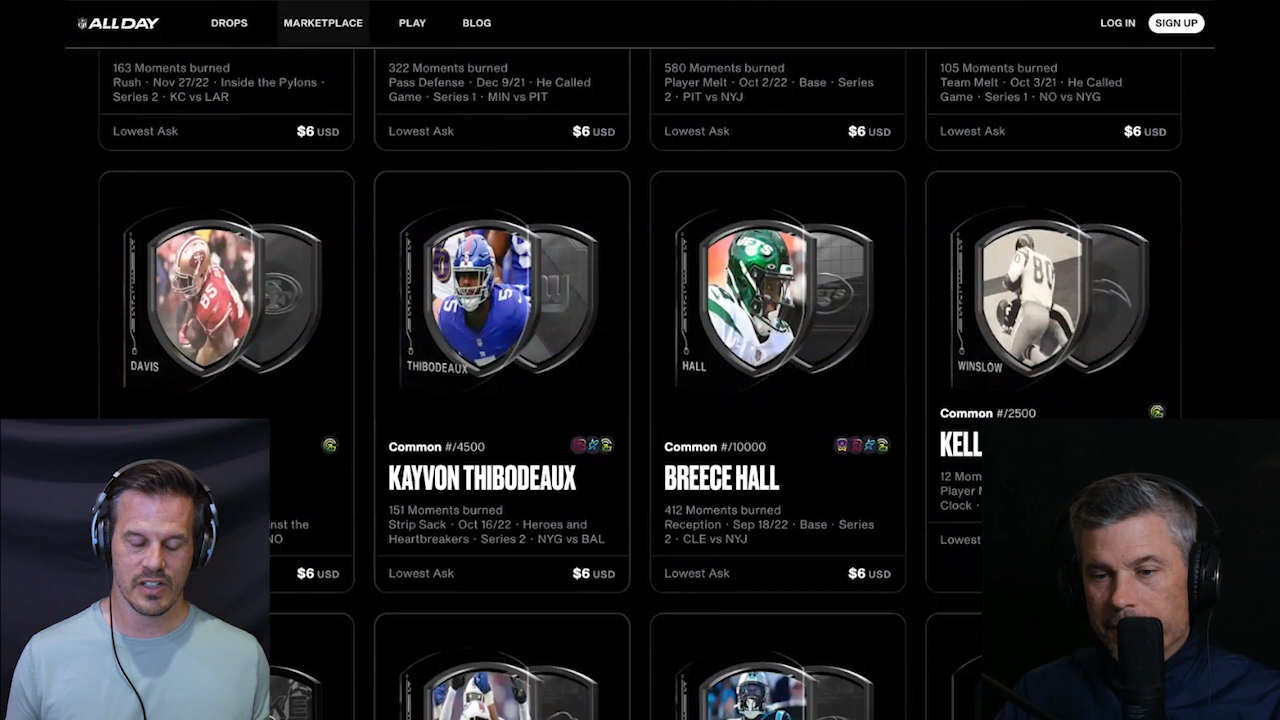 ALL DAY
DROPS
MARKETPLACE
PLAY
BLOG
LOG IN
SIGN UP
163 Moments burned
Rush · Nov 27/22 · Inside the Pylons ·
Series 2 · KC vs LAR
Lowest Ask
$6 USD
322 Moments burned
Pass Defense · Dec 9/21 · He Called
Game · Series 1 · MIN vs PIT
Lowest Ask
$6 USD
580 Moments burned
Player Melt · Oct 2/22 · Base · Series
2 · PIT vs NYJ
Lowest Ask
$6 USD
105 Moments burned
Team Melt · Oct 3/21 · He Called
Game · Series 1 · NO vs NYG
Lowest Ask
$6 USD
85
DAVIS
NO
$6 USD
5
THIBODEAUX
Common #/4500
KAYVON THIBODEAUX
151 Moments burned
Strip Sack · Oct 16/22 · Heroes and
Heartbreakers · Series 2 · NYG vs BAL
Lowest Ask
$6 USD
JETS
HALL
Common #/10000
BREECE HALL
412 Moments burned
Reception · Sep 18/22 · Base · Series
2 · CLE vs NYJ
Lowest Ask
$6 USD
80
WINSLOW
Common #/2500
KELL
12 Mom
Player
Clock ·
Lowest